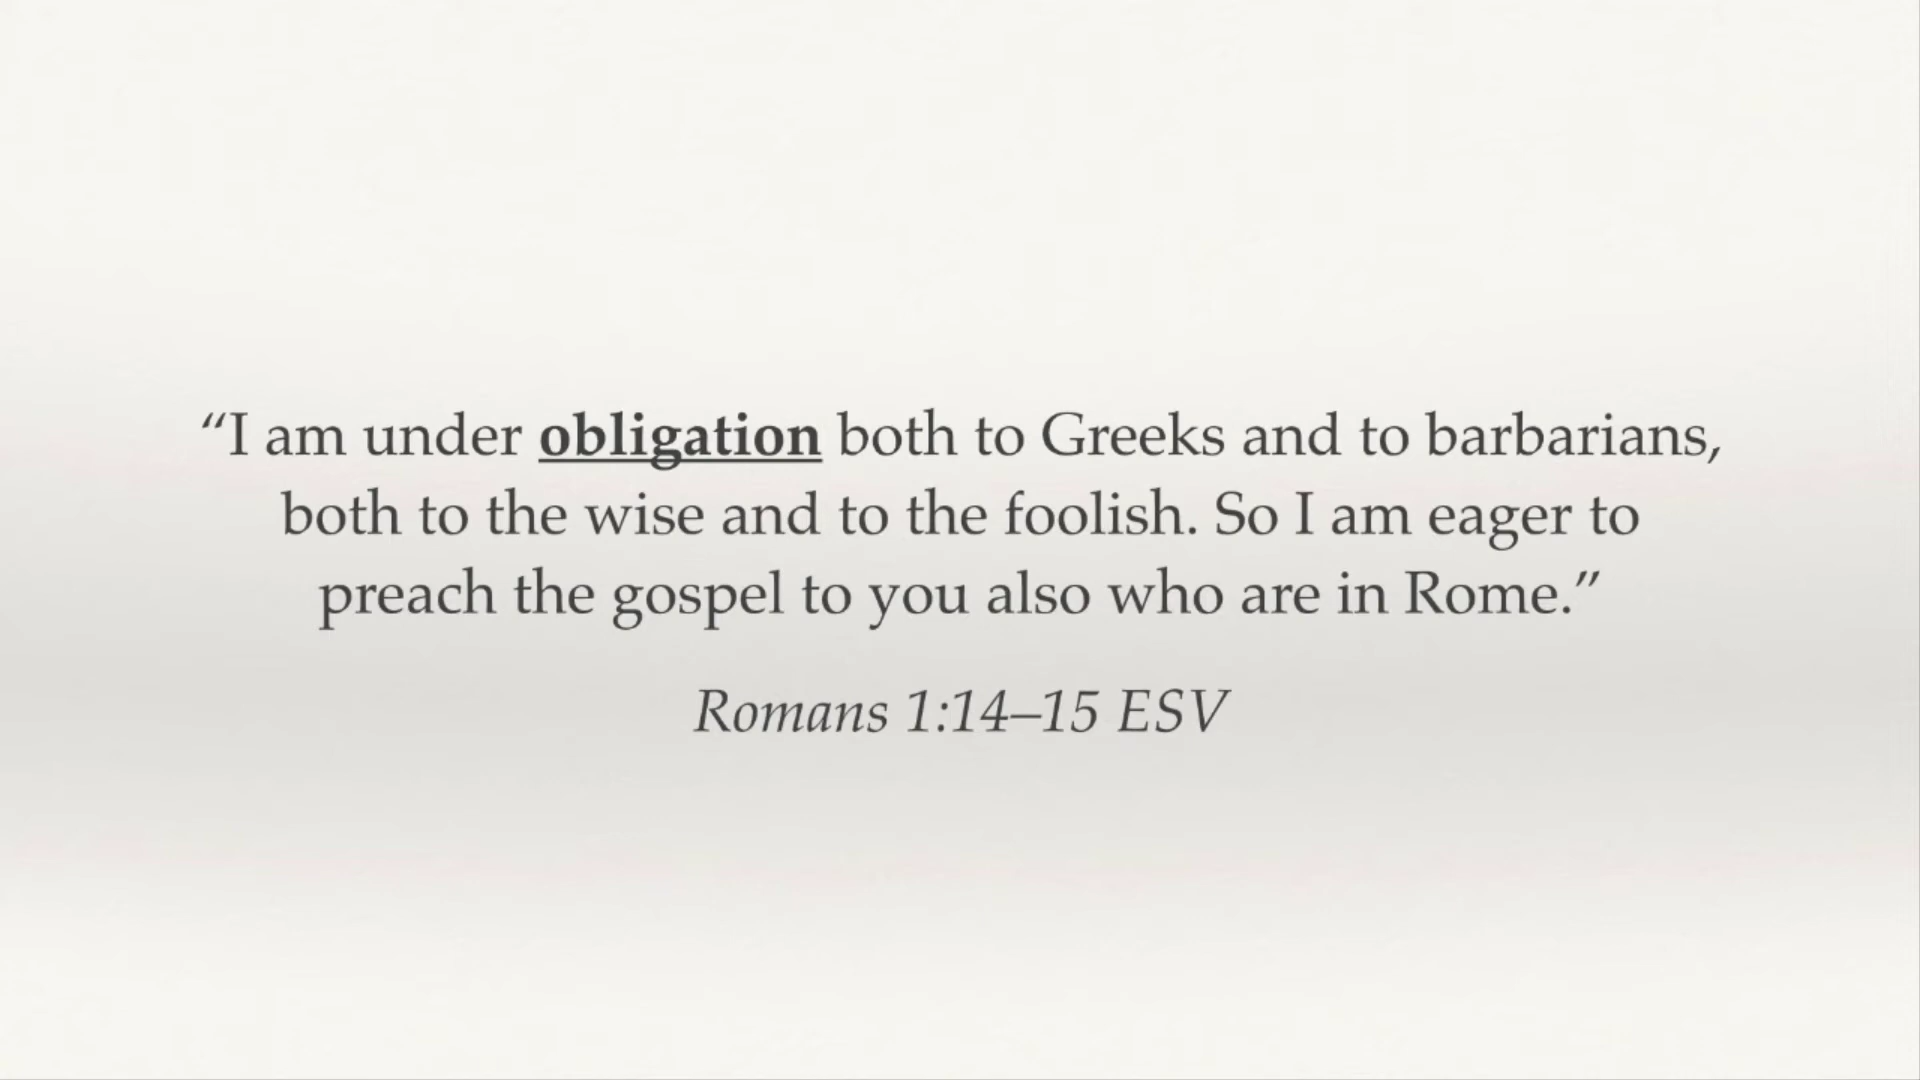 “I am under obligation both to Greeks and to barbarians,
both to the wise and to the foolish. So I am eager to
preach the gospel to you also who are in Rome.”
Romans 1:14–15 ESV